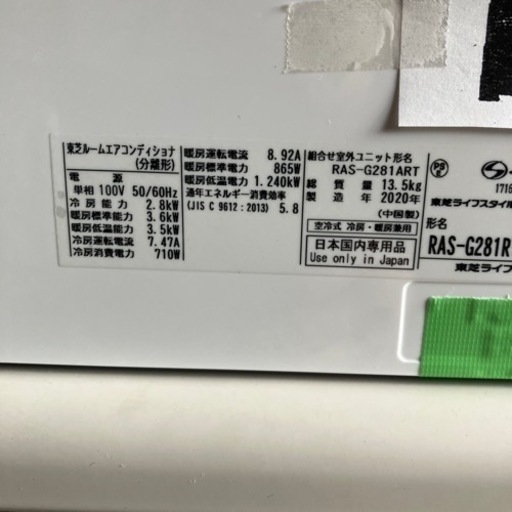 東芝ルームエアコンディショナ
(分離形)
電源
単相 100V 50/60Hz
冷房能力 2.8kW
暖房標準能力 3.6kW
暖房低温能力 3.5kW
冷房運転電流 7.47A
冷房消費電力 710W
暖房運転電流 8.92A
暖房標準電力 865W
暖房低温電力 1.240kW
通年エネルギー消費効率
(JIS C 9612:2013) 5.8
組合せ室外ユニット形名
RAS-G281ART
総質量 13.5kg
製造年 2020年
(中国製)
空冷式 冷房・暖房兼用
日本国内専用品
Use only in Japan
PS
E
1716
東芝ライフスタイル
形名
RAS-G281R
東芝ライフ